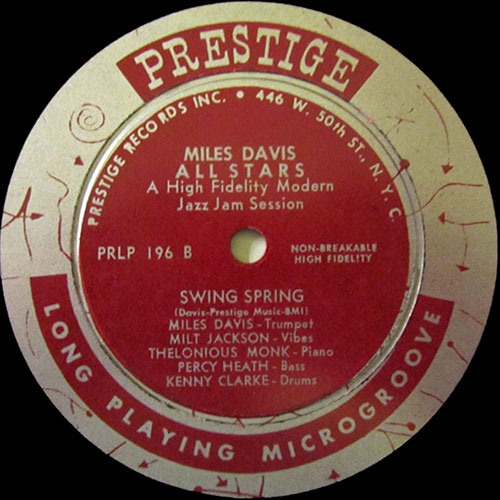 PRESTIGE
PRESTIGE RECORDS INC. • 446 W. 50th ST., N. Y. C.
MILES DAVIS
ALL STARS
A High Fidelity Modern
Jazz Jam Session
PRLP 196 B
NON-BREAKABLE
HIGH FIDELITY
SWING SPRING
(Davis-Prestige Music-BMI)
MILES DAVIS - Trumpet
MILT JACKSON - Vibes
THELONIOUS MONK - Piano
PERCY HEATH - Bass
KENNY CLARKE - Drums
LONG PLAYING MICROGROOVE